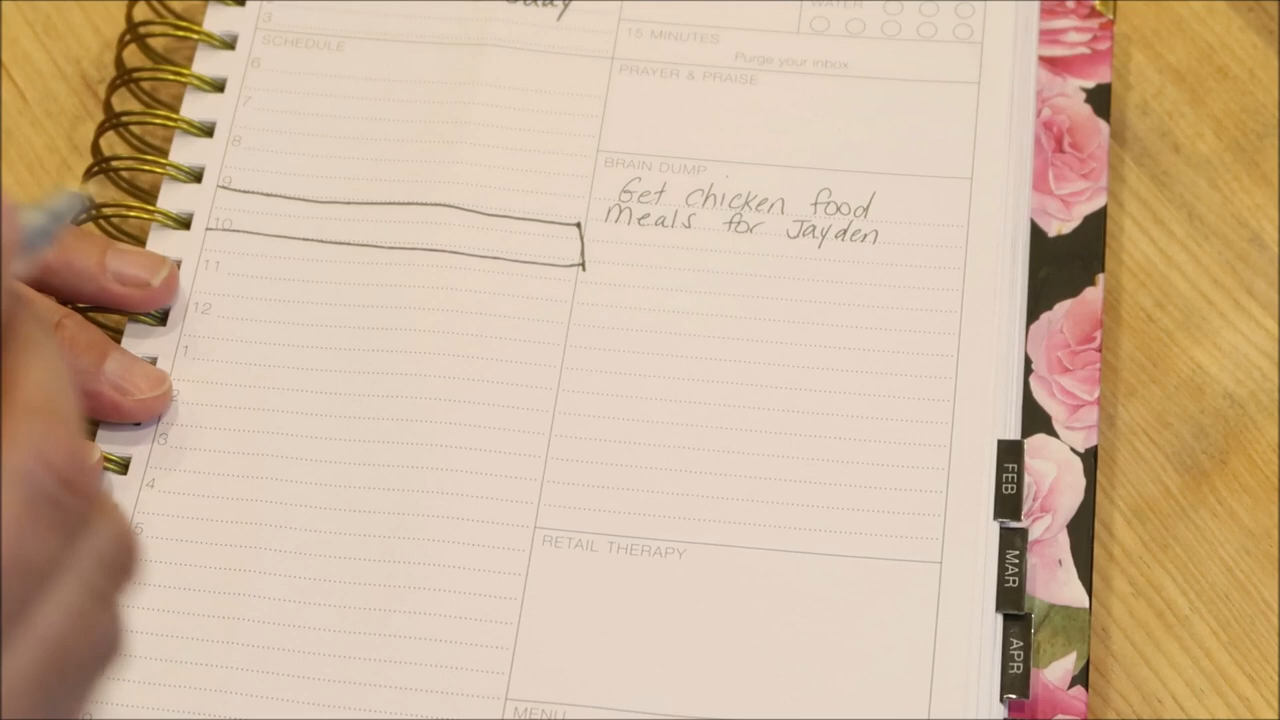 3
SCHEDULE
6
7
8
9
10
11
12
1
2
3
4
5
WATER
15 MINUTES
Purge your inbox
PRAYER & PRAISE
BRAIN DUMP
Get chicken food
Meals for Jayden
RETAIL THERAPY
MENU
FEB
MAR
APR